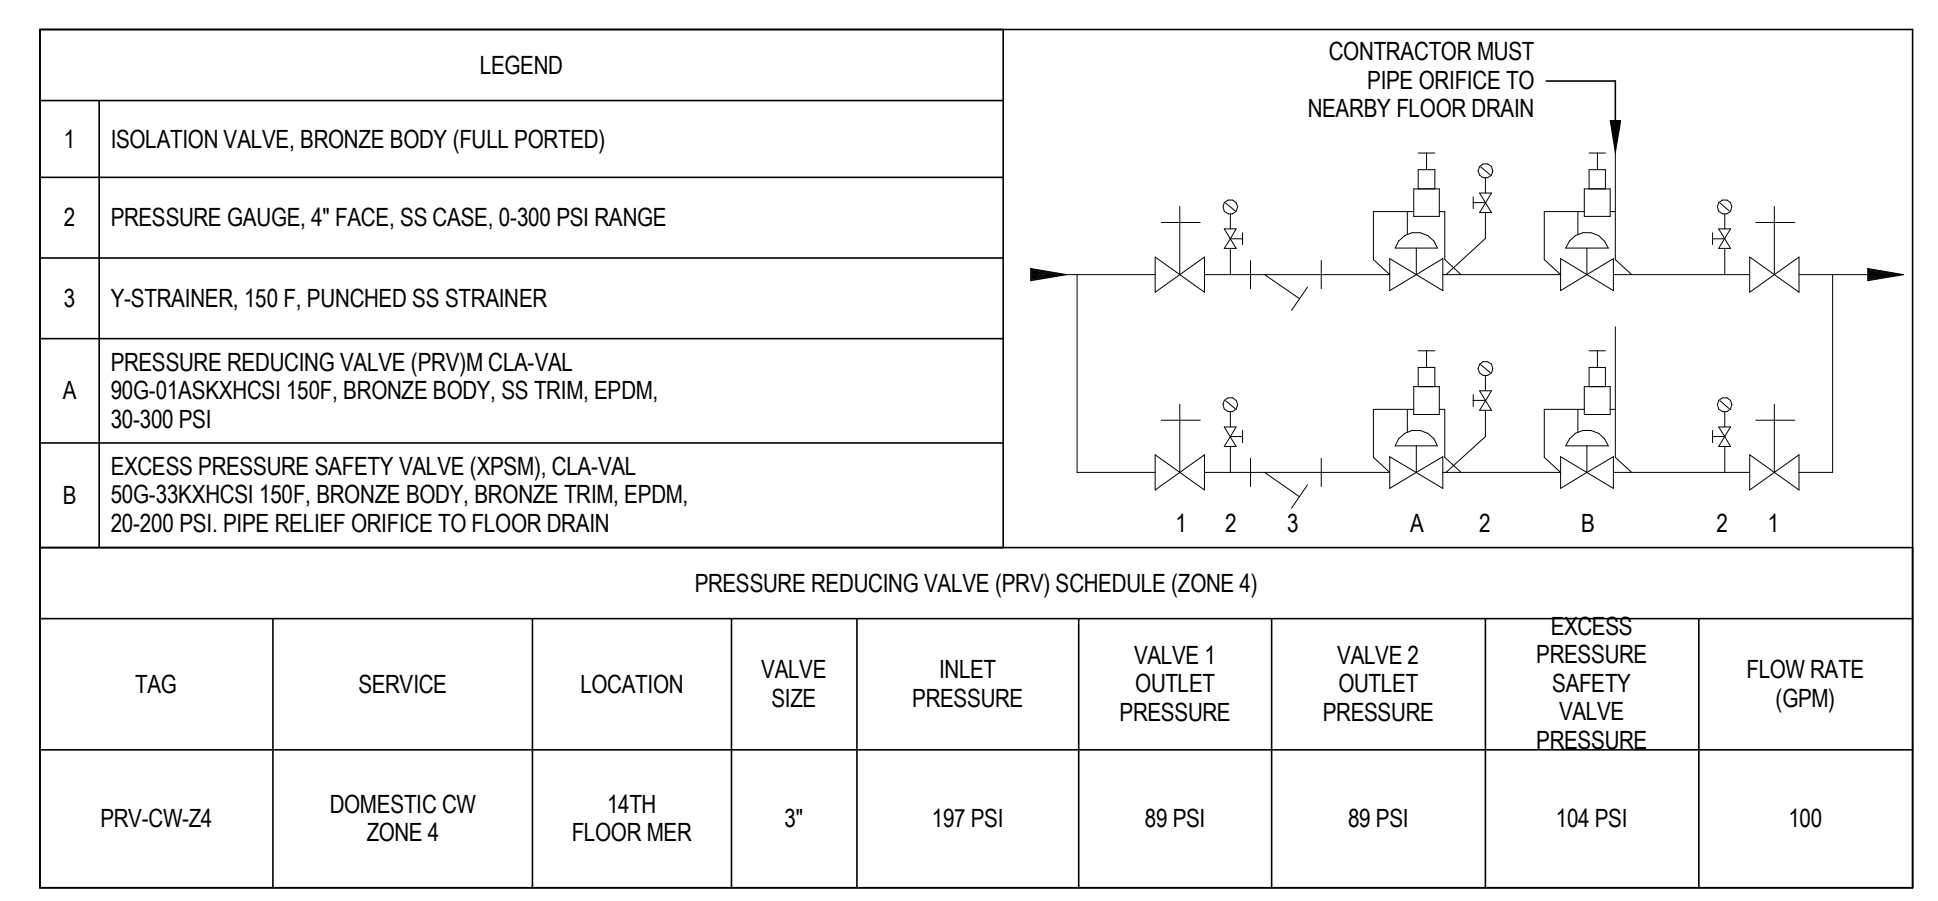 LEGEND
1 ISOLATION VALVE, BRONZE BODY (FULL PORTED)
2 PRESSURE GAUGE, 4" FACE, SS CASE, 0-300 PSI RANGE
3 Y-STRAINER, 150 F, PUNCHED SS STRAINER
A
PRESSURE REDUCING VALVE (PRV)M CLA-VAL
90G-01ASKXHCSI 150F, BRONZE BODY, SS TRIM, EPDM,
30-300 PSI
B
EXCESS PRESSURE SAFETY VALVE (XPSM), CLA-VAL
50G-33KXHCSI 150F, BRONZE BODY, BRONZE TRIM, EPDM,
20-200 PSI. PIPE RELIEF ORIFICE TO FLOOR DRAIN
CONTRACTOR MUST
PIPE ORIFICE TO
NEARBY FLOOR DRAIN
1 2 3 A 2 B 2 1
PRESSURE REDUCING VALVE (PRV) SCHEDULE (ZONE 4)
TAG
SERVICE
LOCATION
VALVE
SIZE
INLET
PRESSURE
VALVE 1
OUTLET
PRESSURE
VALVE 2
OUTLET
PRESSURE
EXCESS
PRESSURE
SAFETY
VALVE
PRESSURE
FLOW RATE
(GPM)
PRV-CW-Z4
DOMESTIC CW
ZONE 4
14TH
FLOOR MER
3"
197 PSI
89 PSI
89 PSI
104 PSI
100